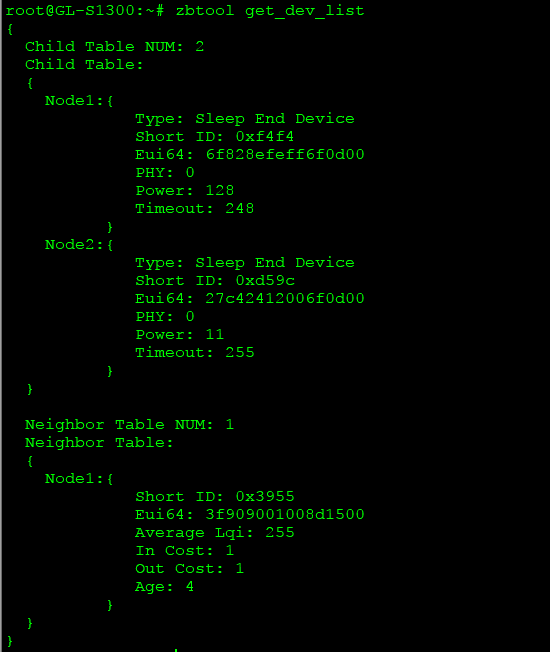 root@GL-S1300:~# zbtool get_dev_list
{
  Child Table NUM: 2
  Child Table:
  {
    Node1:{
             Type: Sleep End Device
             Short ID: 0xf4f4
             Eui64: 6f828efeff6f0d00
             PHY: 0
             Power: 128
             Timeout: 248
          }
    Node2:{
             Type: Sleep End Device
             Short ID: 0xd59c
             Eui64: 27c42412006f0d00
             PHY: 0
             Power: 11
             Timeout: 255
          }
  }

  Neighbor Table NUM: 1
  Neighbor Table:
  {
    Node1:{
             Short ID: 0x3955
             Eui64: 3f909001008d1500
             Average Lqi: 255
             In Cost: 1
             Out Cost: 1
             Age: 4
          }
  }
}